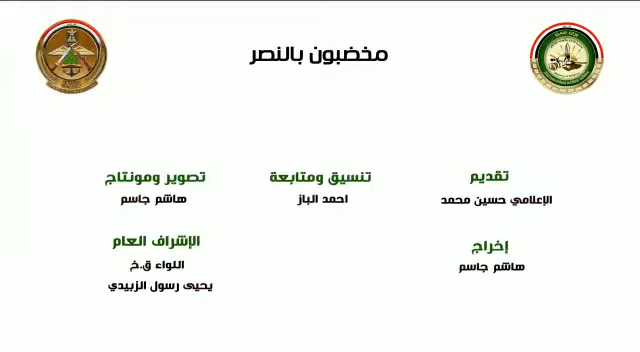 مخضبون بالنصر
تقديم
الإعلامي حسين محمد
تنسيق ومتابعة
احمد الباز
تصوير ومونتاج
هاشم جاسم
إخراج
هاشم جاسم
الإشراف العام
اللواء ق.خ
يحيى رسول الزبيدي